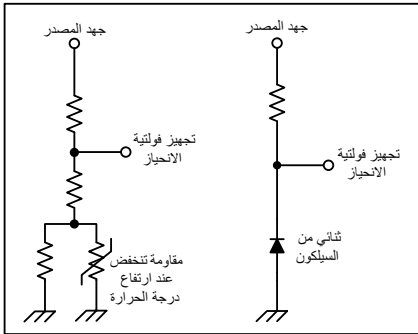 جهد المصدر
تجهيز فولتية
الانحياز
مقاومة تنخفض
عند ارتفاع
درجة الحرارة
جهد المصدر
تجهيز فولتية
الانحياز
ثنائي من
السيلكون